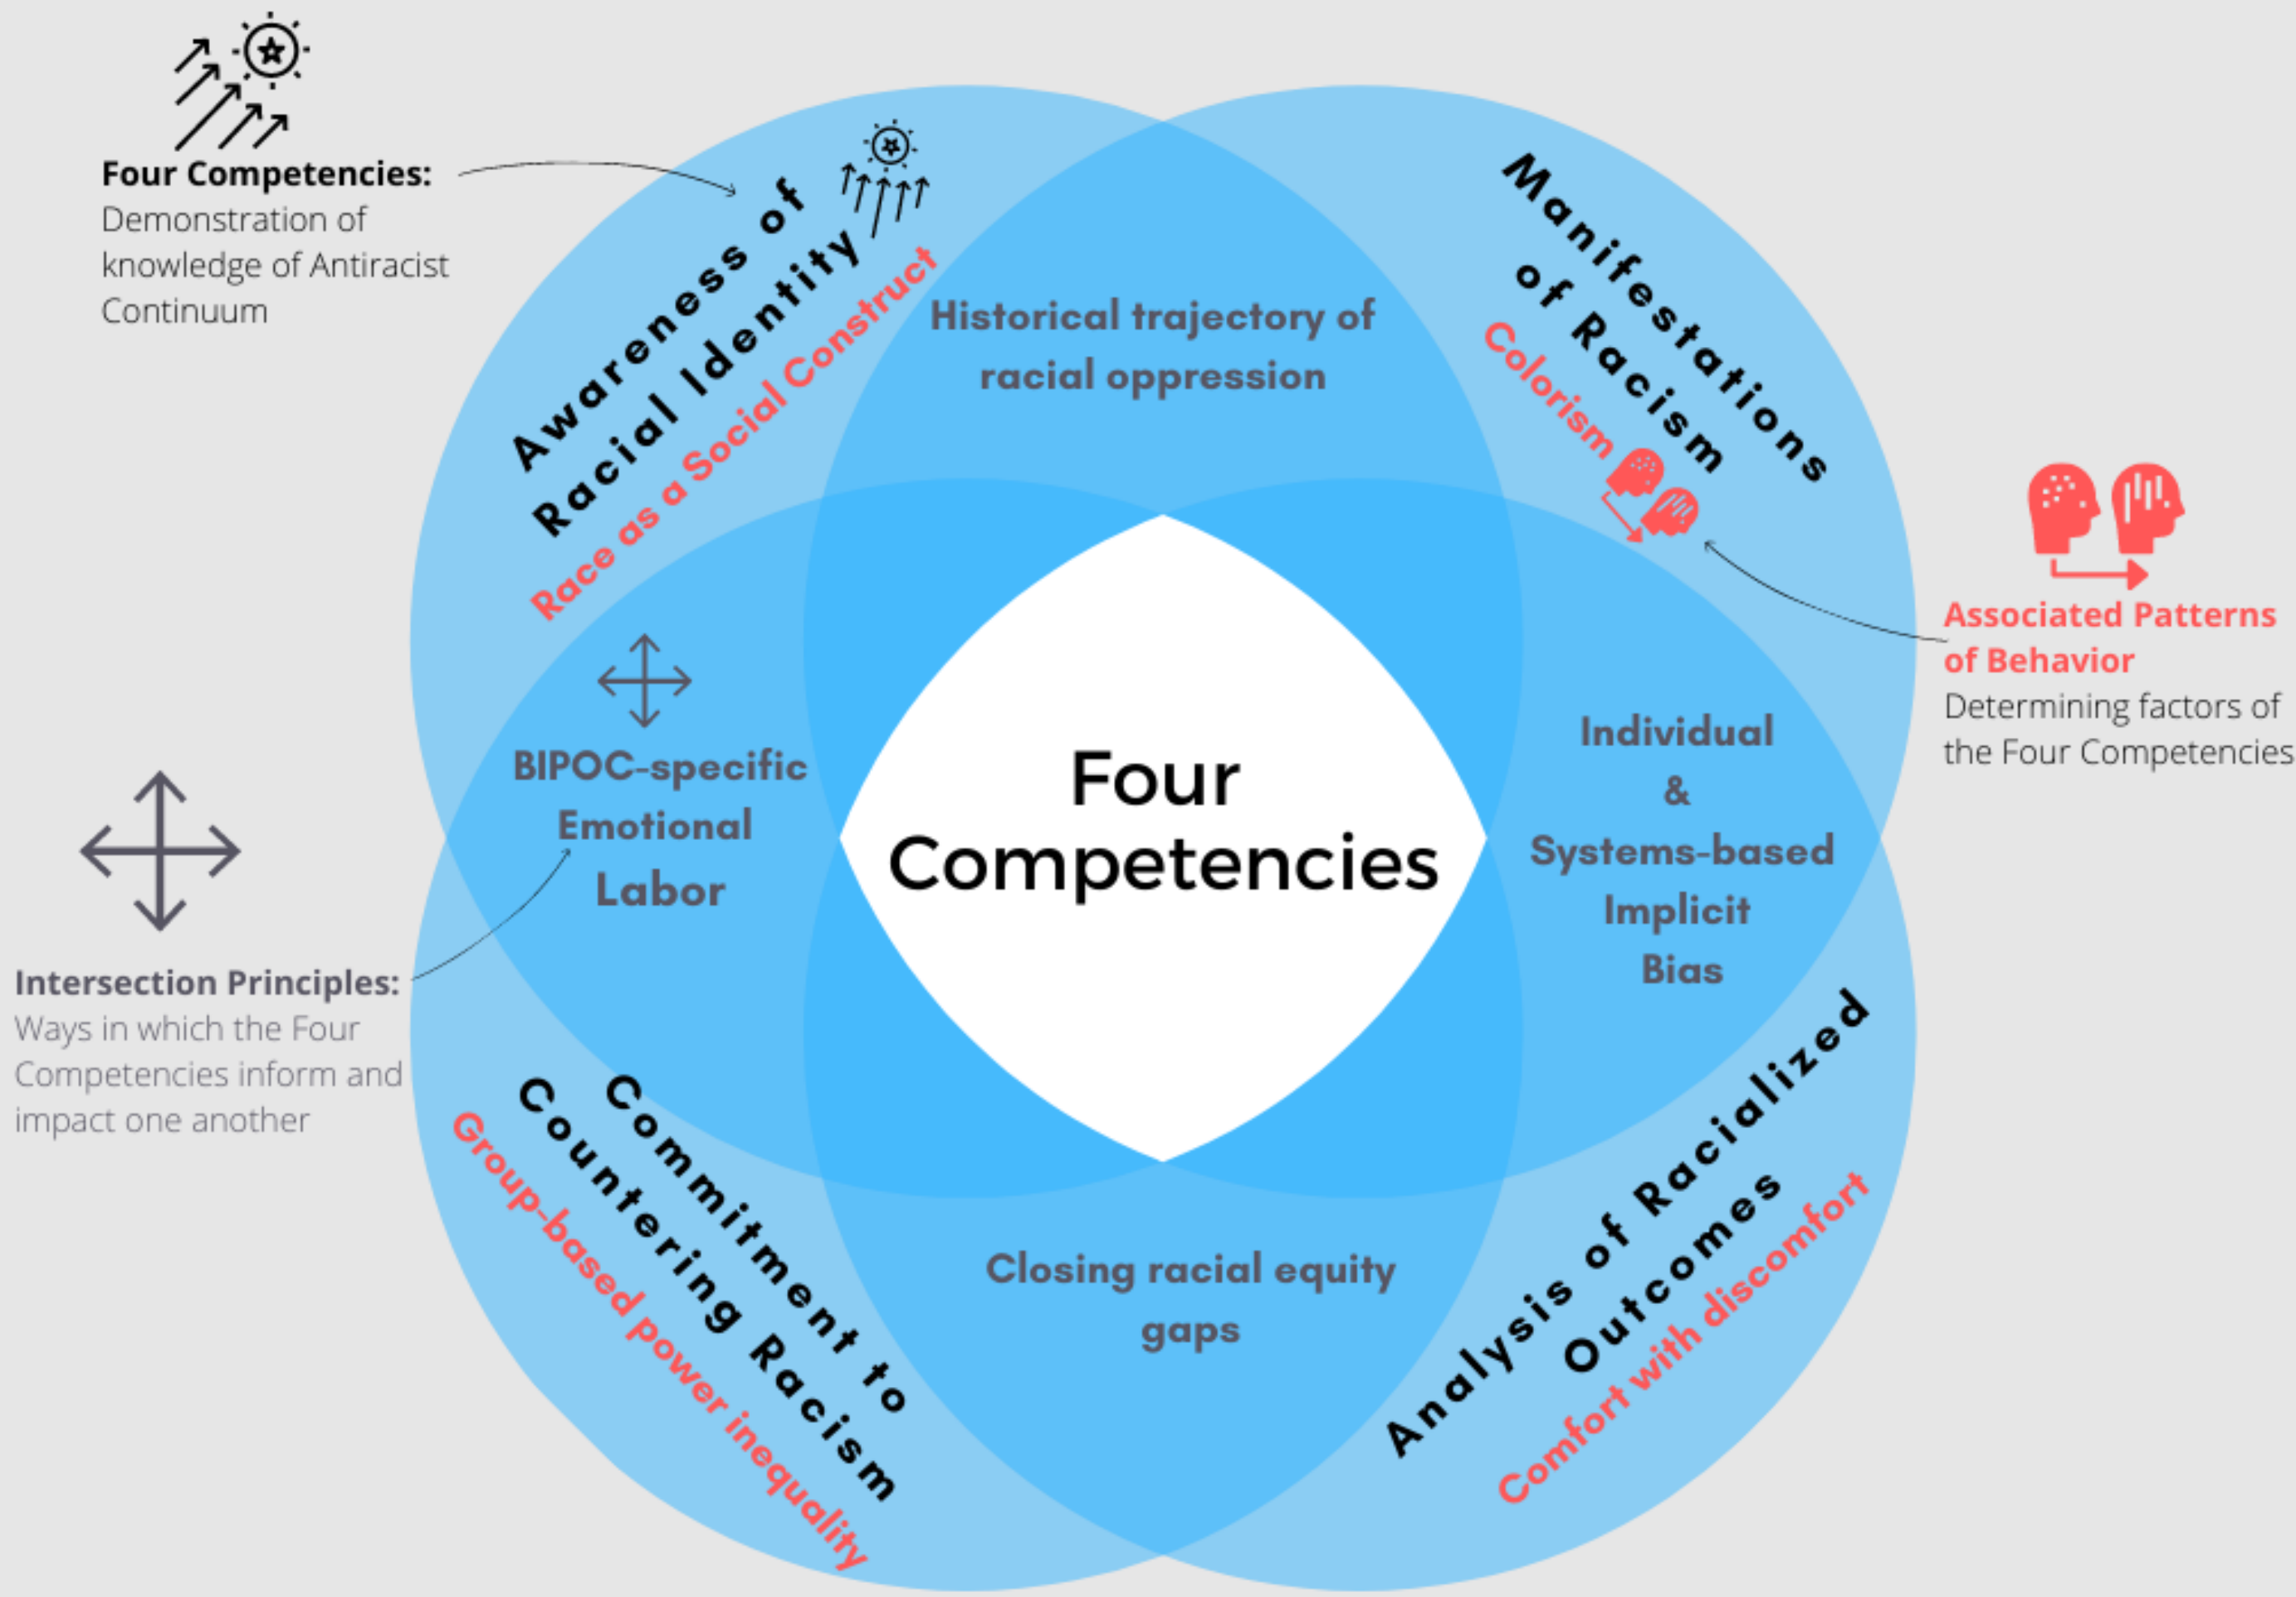 Four Competencies:
Demonstration of
knowledge of Antiracist
Continuum
Awareness of
Racial Identity
Race as a Social Construct
Historical trajectory of
racial oppression
Manifestations
of Racism
Colorism
Associated Patterns
of Behavior
Determining factors of
the Four Competencies
BIPOC-specific
Emotional
Labor
Four
Competencies
Individual
&
Systems-based
Implicit
Bias
Intersection Principles:
Ways in which the Four
Competencies inform and
impact one another
Commitment to
Countering Racism
Group-based power inequality
Closing racial equity
gaps
Analysis of Racialized
Outcomes
Comfort with discomfort